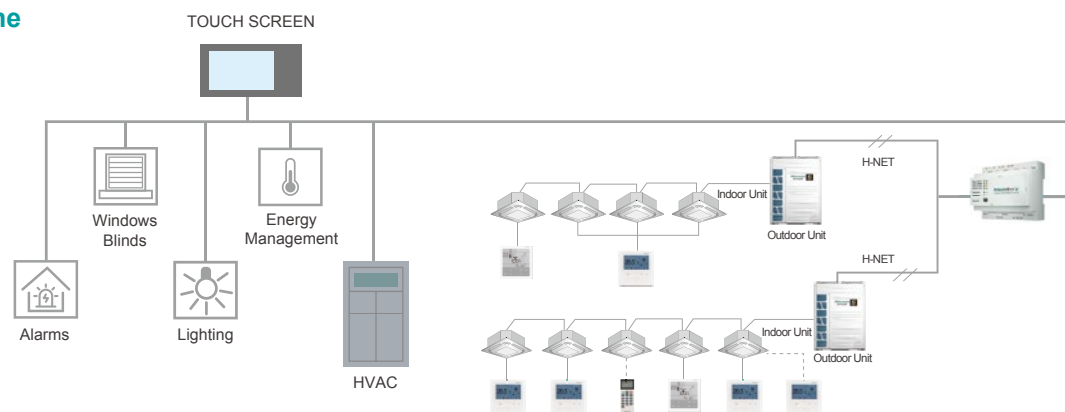 ne
TOUCH SCREEN
Windows
Blinds
Energy
Management
Alarms
Lighting
HVAC
H-NET
Indoor Unit
Outdoor Unit
H-NET
Indoor Unit
Outdoor Unit